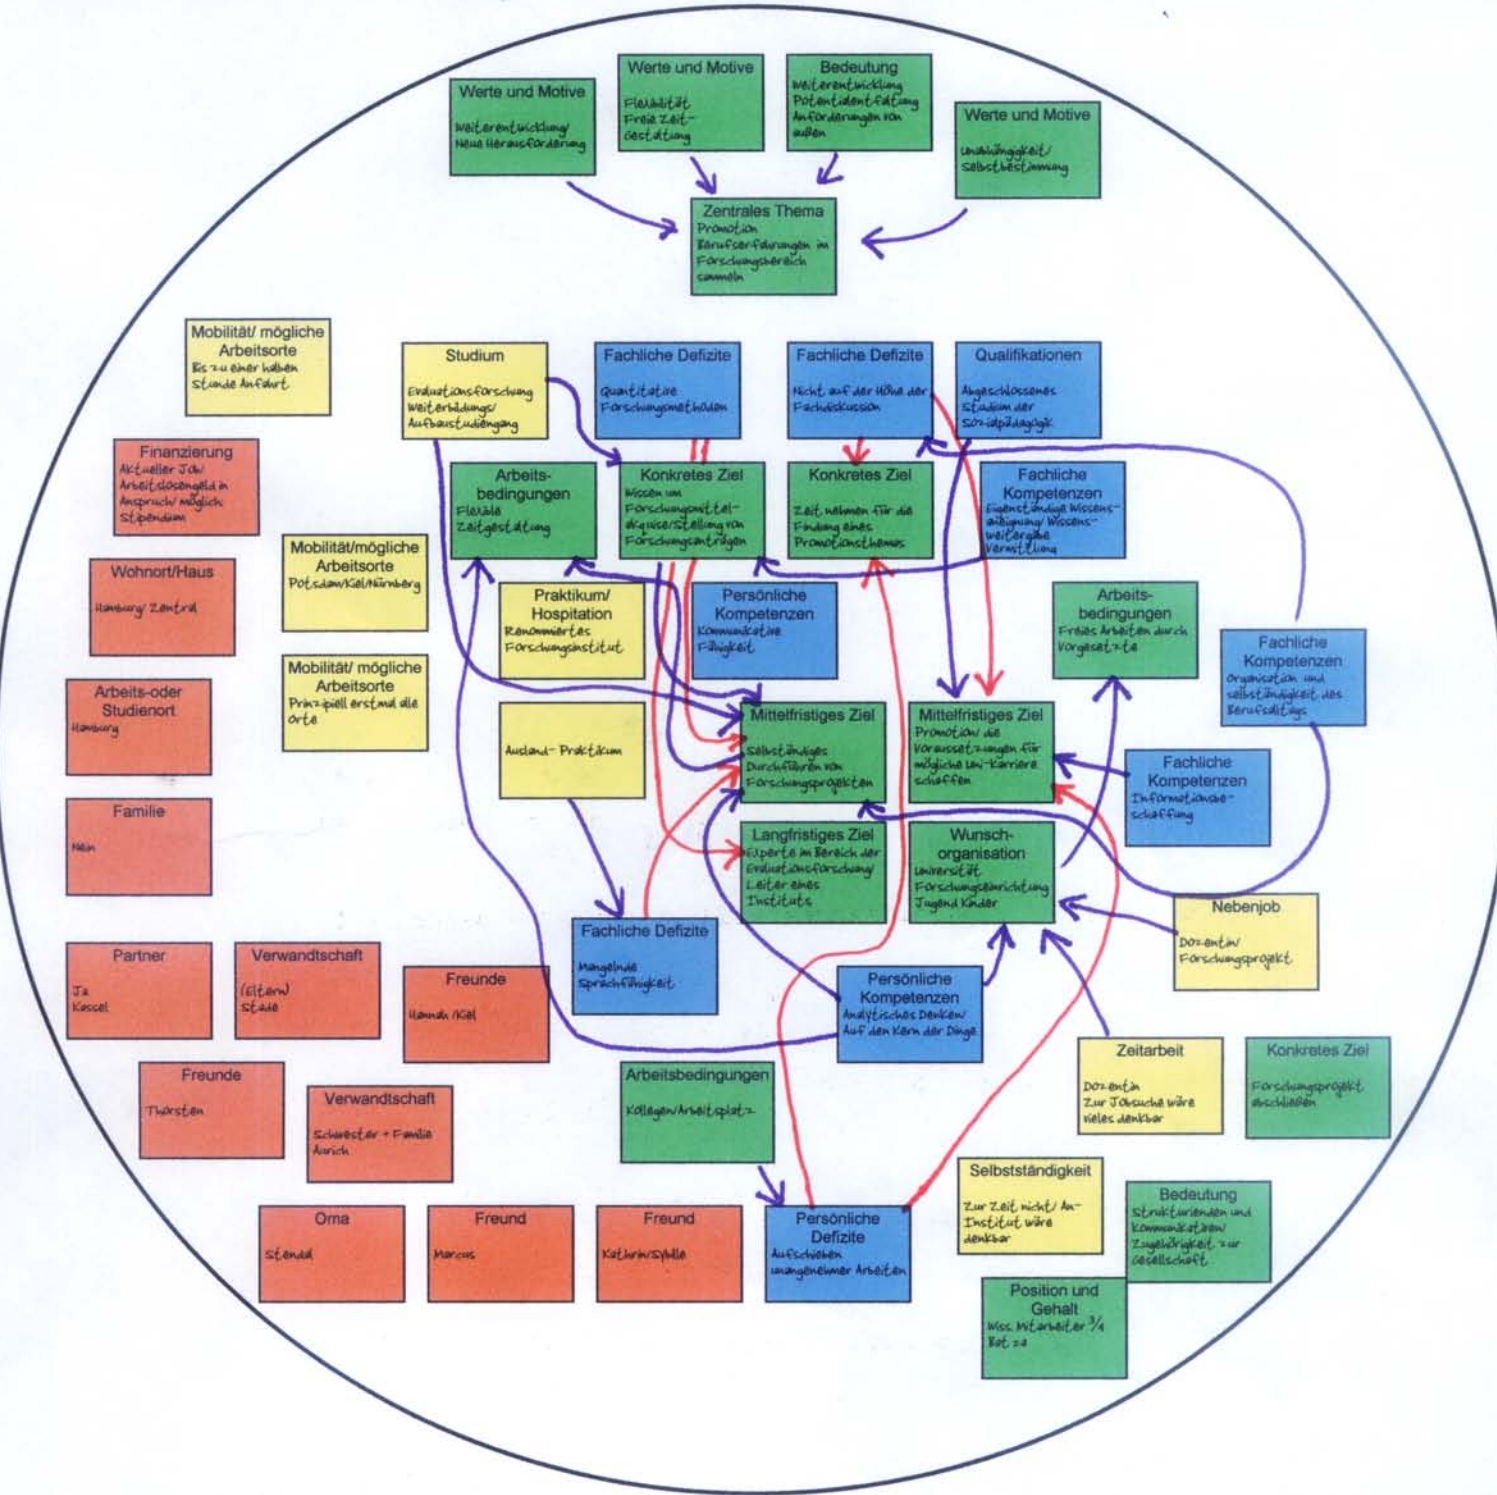 Werte und Motive
Weiterentwicklung/
Neue Herausforderung
Werte und Motive
Flexibilität
Freie Zeit-
Gestaltung
Bedeutung
Weiterentwicklung
Potentialentfaltung
Anforderungen von
außen
Werte und Motive
Unabhängigkeit/
Selbstbestimmung
Zentrales Thema
Promotion
Berufserfahrungen im
Forschungsbereich
sammeln
Mobilität/ mögliche
Arbeitsorte
Bis zu einer halben
Stunde Anfahrt
Studium
Evaluationsforschung
Weiterbildungs/
Aufbaustudiengang
Fachliche Defizite
Quantitative
Forschungsmethoden
Fachliche Defizite
Nicht auf der Höhe der
Fachdiskussion
Qualifikationen
Abgeschlossenes
Studium der
Sozialpädagogik
Finanzierung
Aktueller Job/
Arbeitslosengeld in
Anspruch/ möglich:
Stipendium
Arbeits-
bedingungen
Flexible
Zeitgestaltung
Konkretes Ziel
Wissen um
Forschungsmittel-
akquise/Stellung von
Forschungsanträgen
Konkretes Ziel
Zeit nehmen für die
Findung eines
Promotionsthemas
Fachliche
Kompetenzen
Eigenständige Wissens-
aneignung/ Wissens-
weitergabe
Vermittlung
Wohnort/Haus
Hamburg/ Zentral
Mobilität/mögliche
Arbeitsorte
Potsdam/Kiel/Nürnberg
Praktikum/
Hospitation
Renommiertes
Forschungsinstitut
Persönliche
Kompetenzen
Kommunikative
Fähigkeit
Arbeits-
bedingungen
Freies Arbeiten durch
Vorgesetzte
Fachliche
Kompetenzen
Organisation und
Selbständigkeit des
Berufsalltags
Arbeits-oder
Studienort
Hamburg
Mobilität/ mögliche
Arbeitsorte
Prinzipiell erstmal alle
Orte
Ausland- Praktikum
Mittelfristiges Ziel
Selbständiges
Durchführen von
Forschungsprojekten
Mittelfristiges Ziel
Promotion/ die
Voraussetzungen für
mögliche Uni-Karriere
schaffen
Fachliche
Kompetenzen
Informationsbe-
schaffung
Familie
Nein
Langfristiges Ziel
Experte im Bereich der
Evaluationsforschung/
Leiter eines
Instituts
Wunsch-
organisation
Universität
Forschungseinrichtung
Jugend Kinder
Nebenjob
Dozentin/
Forschungsprojekt
Partner
Ja
Kassel
Verwandtschaft
(Eltern)
Stade
Freunde
Hannah /Kiel
Fachliche Defizite
Mangelnde
Sprachfähigkeit
Persönliche
Kompetenzen
Analytisches Denken/
Auf den Kern der Dinge
Freunde
Thorsten
Verwandtschaft
Schwester + Familie
Aurich
Arbeitsbedingungen
Kollegen/Arbeitsplatz
Zeitarbeit
Dozentin
Zur Jobsuche wäre
vieles denkbar
Konkretes Ziel
Forschungsprojekt
abschließen
Oma
Stendal
Freund
Marcus
Freund
Kathrin/Sybille
Persönliche
Defizite
Aufschieben
unangenehmer Arbeiten
Selbstständigkeit
Zur Zeit nicht/ An-
Institut wäre
denkbar
Bedeutung
Strukturierden und
Kommunikation/
Zugehörigkeit zur
Gesellschaft
Position und
Gehalt
Wiss. Mitarbeiter 3/4
Bat 2a